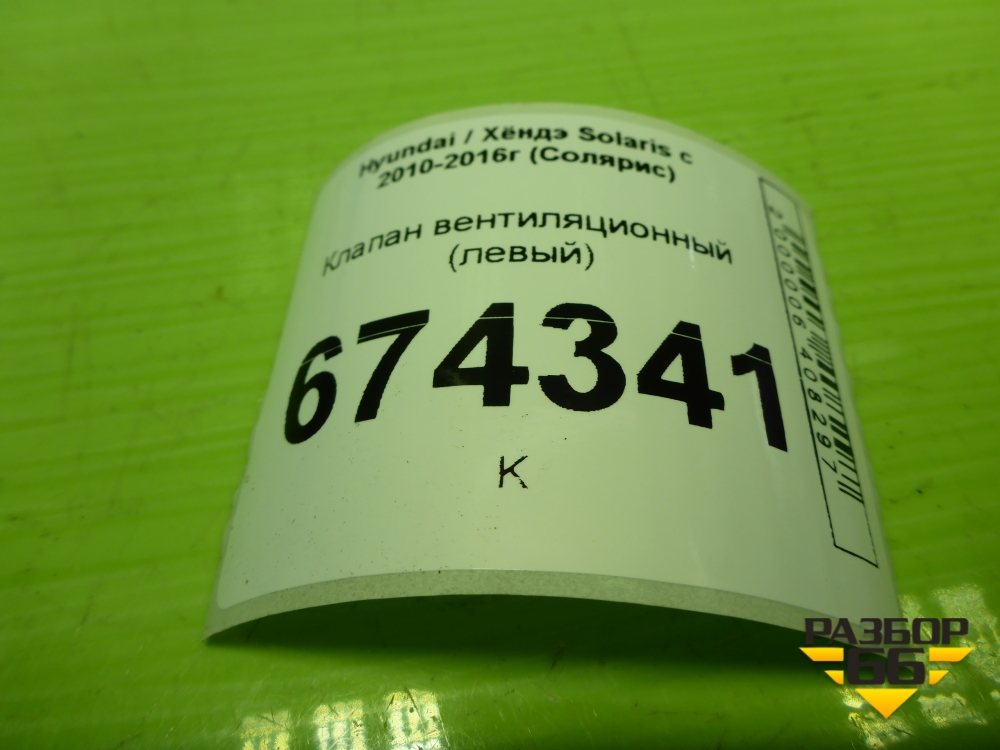 Hyundai / Хёндэ Solaris с
2010-2016г (Солярис)
Клапан вентиляционный
(левый)
674341
К
2000006408297
РАЗБОР
66